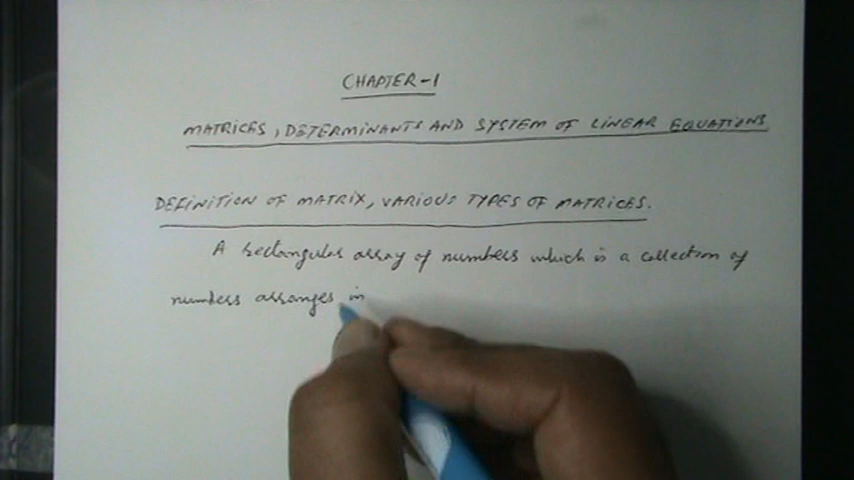 CHAPTER-1
MATRICES, DETERMINANTS AND SYSTEM OF LINEAR EQUATIONS
DEFINITION OF MATRIX, VARIOUS TYPES OF MATRICES.
A rectangular array of numbers which is a collection of
numbers arranges in